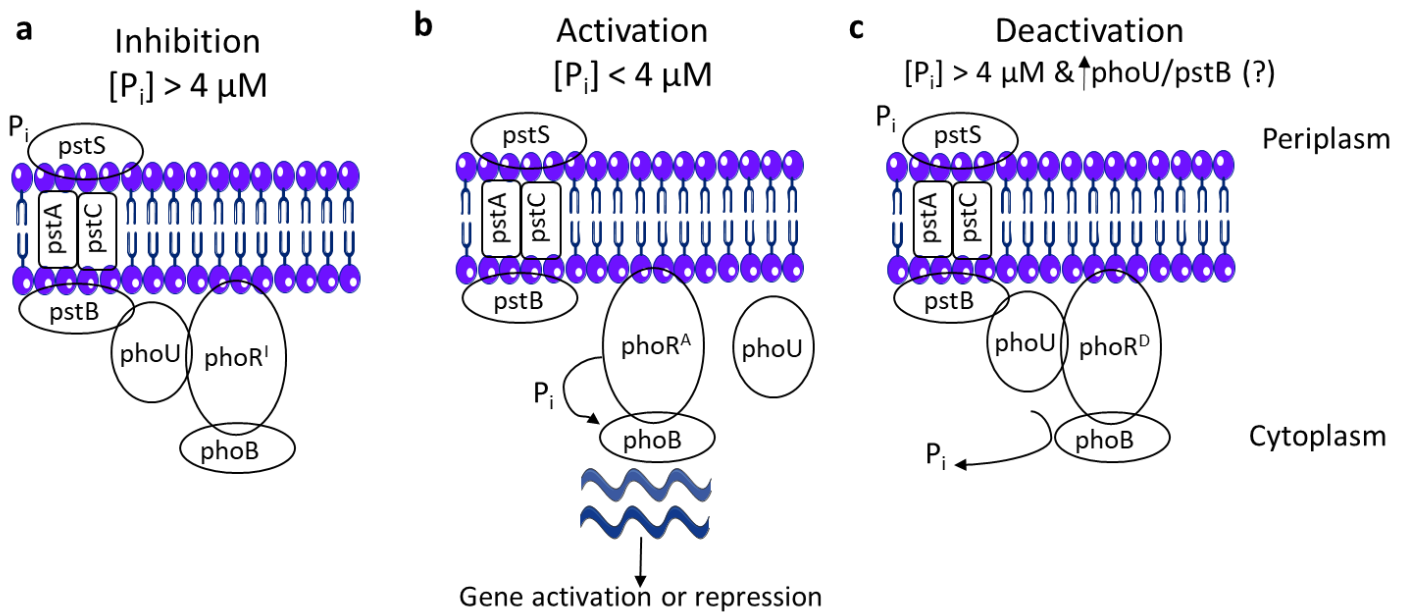 a
Inhibition
[Pi] > 4 µM
Pi
pstS
pstA
pstC
pstB
phoU
phoRI
phoB
b
Activation
[Pi] < 4 µM
pstS
pstA
pstC
pstB
phoRA
phoU
Pi
phoB
Gene activation or repression
c
Deactivation
[Pi] > 4 µM & ↑phoU/pstB (?)
Pi
pstS
Periplasm
pstA
pstC
pstB
phoU
phoRD
phoB
Cytoplasm
Pi